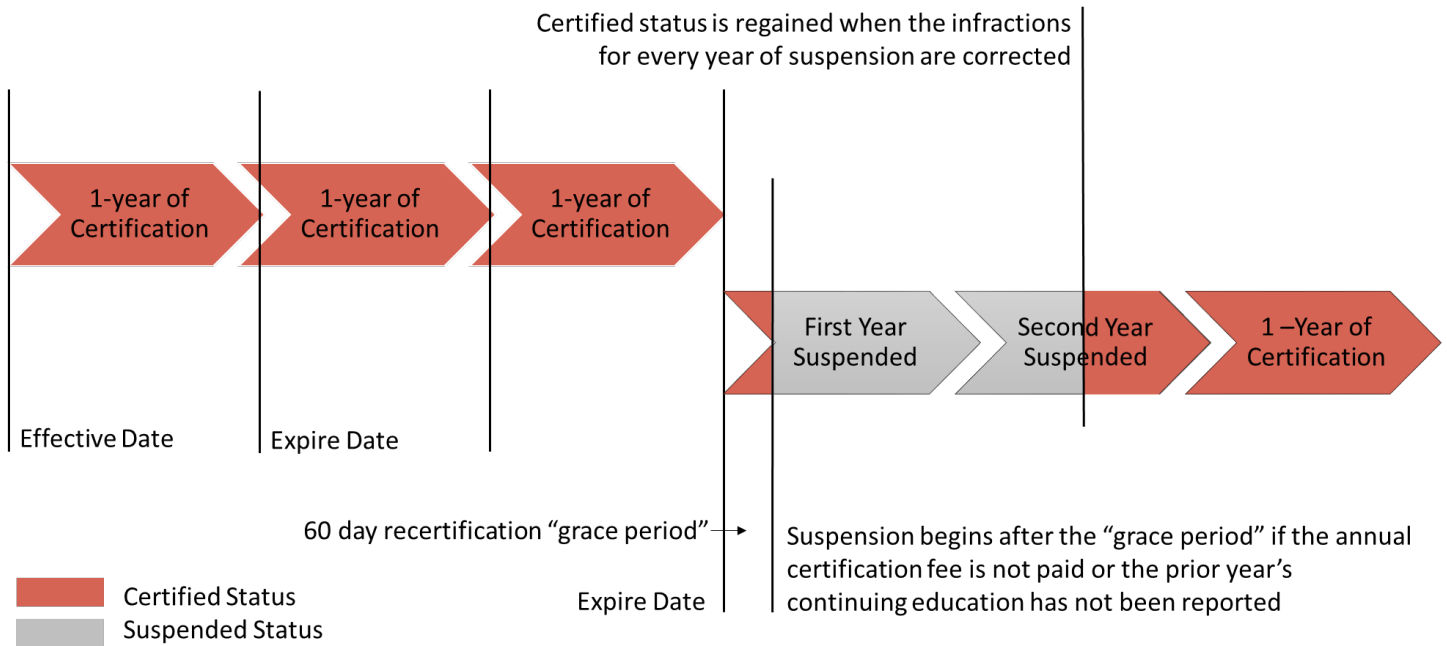 Certified status is regained when the infractions
for every year of suspension are corrected
1-year of
Certification
1-year of
Certification
1-year of
Certification
First Year
Suspended
Second Year
Suspended
1 –Year of
Certification
Effective Date
Expire Date
60 day recertification “grace period”
Suspension begins after the “grace period” if the annual
certification fee is not paid or the prior year’s
continuing education has not been reported
Expire Date
Certified Status
Suspended Status